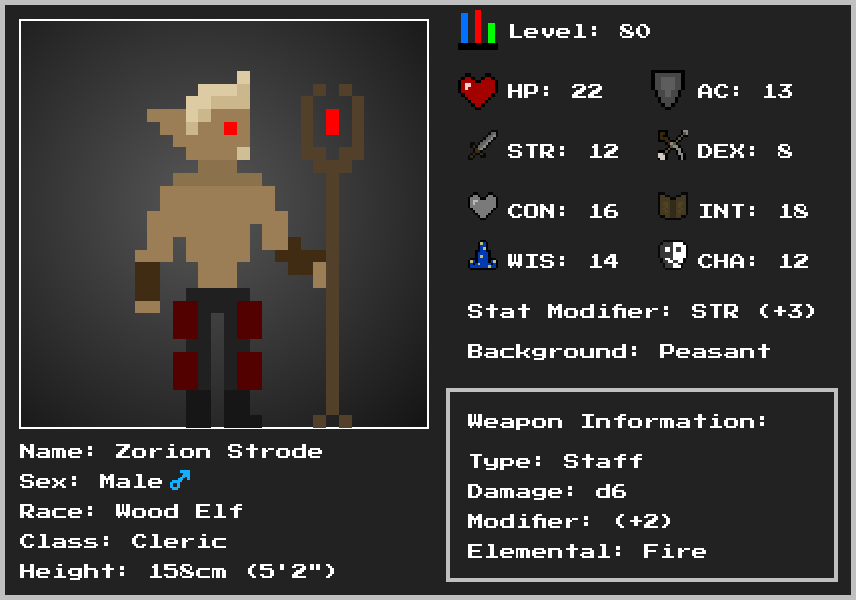 Level: 80
HP: 22 AC: 13
STR: 12 DEX: 8
CON: 16 INT: 18
WIS: 14 CHA: 12
Stat Modifier: STR (+3)
Background: Peasant
Weapon Information:
Type: Staff
Damage: d6
Modifier: (+2)
Elemental: Fire
Name: Zorion Strode
Sex: Male♂
Race: Wood Elf
Class: Cleric
Height: 158cm (5'2")